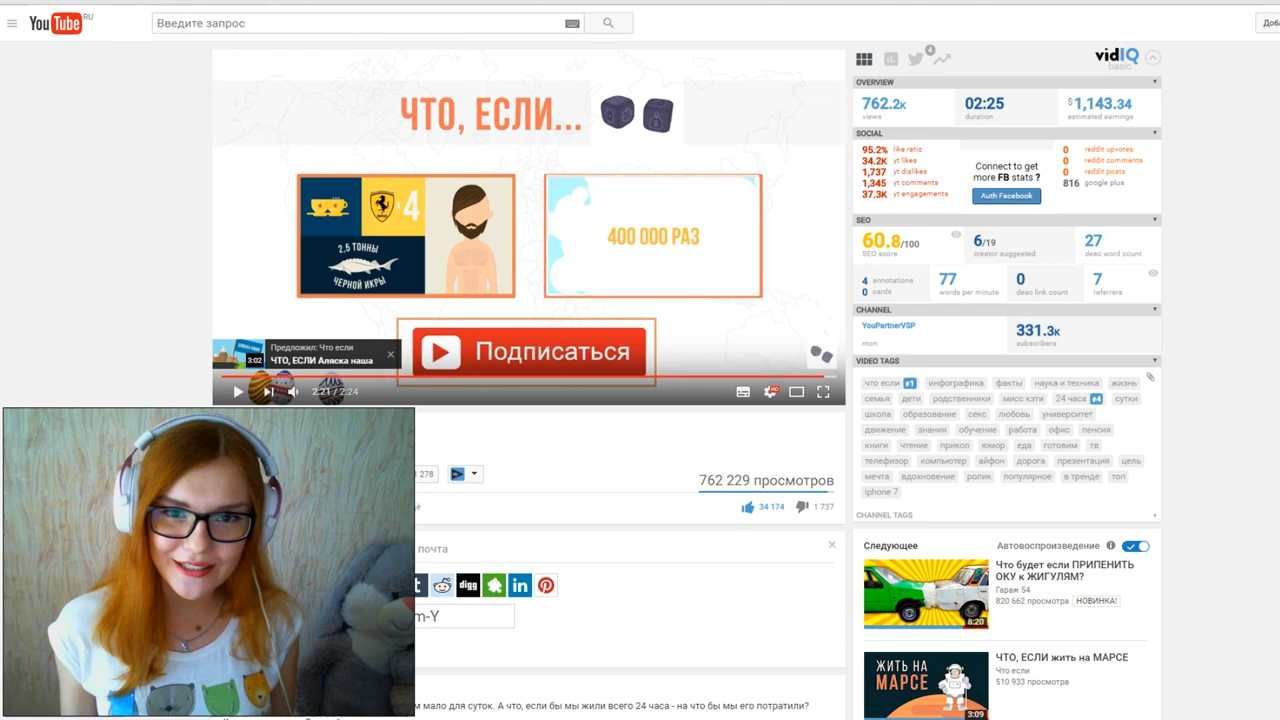 YouTube RU
Введите запрос
Доба
ЧТО, ЕСЛИ...
x4
2,5 ТОННЫ
ЧЕРНОЙ ИКРЫ
400 000 РАЗ
Подписаться
Предложил: Что если
ЧТО, ЕСЛИ Аляска наша
3:02
2:21 / 2:24
HD
4
vidIQ
basic
OVERVIEW
762.2K
views
02:25
duration
$1,143.34
estimated earnings
SOCIAL
95.2% like ratio
34.2K yt likes
1,737 yt dislikes
1,345 yt comments
37.3K yt engagements
Connect to get
more FB stats ?
Auth Facebook
0 reddit upvotes
0 reddit comments
0 reddit posts
816 google plus
SEO
60.8/100
SEO score
6/19
creator suggested
27
desc word count
4 annotations
0 cards
77
words per minute
0
desc link count
7
referrers
CHANNEL
YouPartnerVSP
mcn
331.3K
subscribers
VIDEO TAGS
что если #1 инфографика факты наука и техника жизнь
семья дети родственники мисс кэти 24 часа #4 сутки
школа образование секс любовь университет
движение знания обучение работа офис пенсия
книги чтение прикол юмор еда готовим тв
телефизор компьютер айфон дорога презентация цель
мечта вдохновение ролик популярное в тренде топ
iphone 7
CHANNEL TAGS
278
762 229 просмотров
34 174 1 737
почта
t digg in
m-Y
м мало для суток. А что, если бы мы жили всего 24 часа - на что бы мы его потратили?
Следующее Автовоспроизведение
Что будет если ПРИПЕНИТЬ
ОКУ к ЖИГУЛЯМ?
Гараж 54
820 662 просмотра НОВИНКА!
8:20
ЧТО, ЕСЛИ жить на МАРСЕ
Что если
510 933 просмотра
ЖИТЬ НА
МАРСЕ
3:09